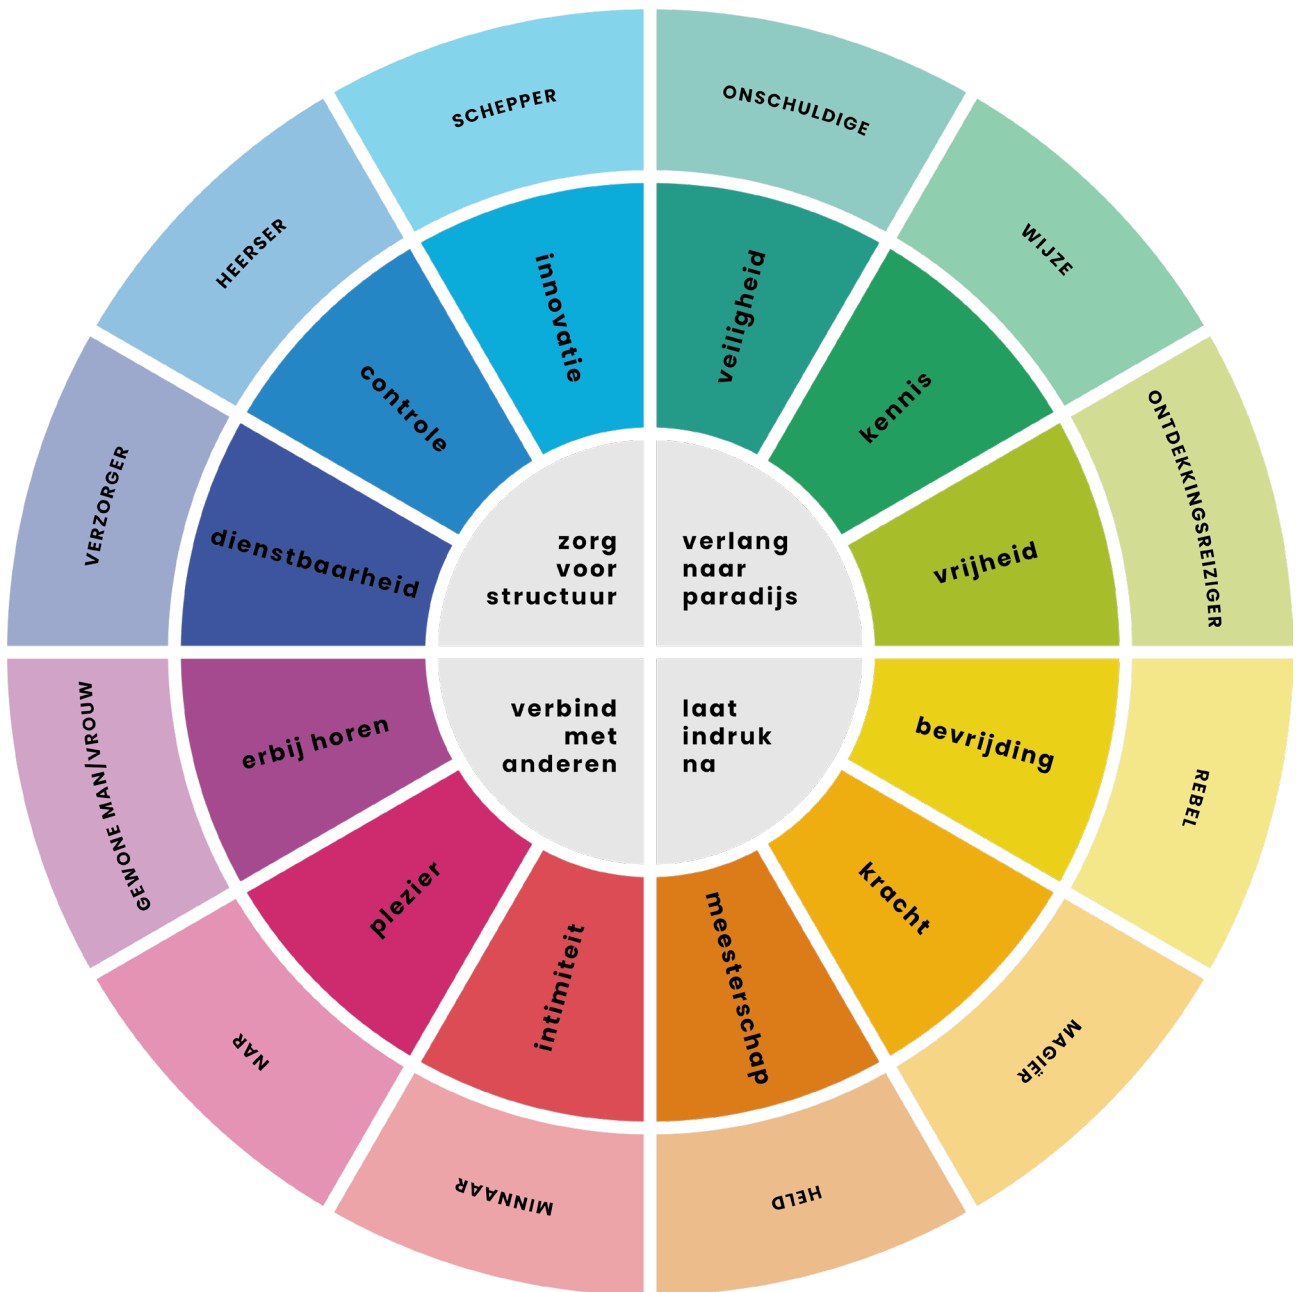 SCHEPPER
ONSCHULDIGE
WIJZE
ONTDEKKINGSREIZIGER
REBEL
MAGIËR
HELD
MINNAAR
NAR
GEWONE MAN/VROUW
VERZORGER
HEERSER
innovatie
veiligheid
kennis
vrijheid
bevrijding
kracht
meesterschap
intimiteit
plezier
erbij horen
dienstbaarheid
controle
zorg
voor
structuur
verlang
naar
paradijs
verbind
met
anderen
laat
indruk
na